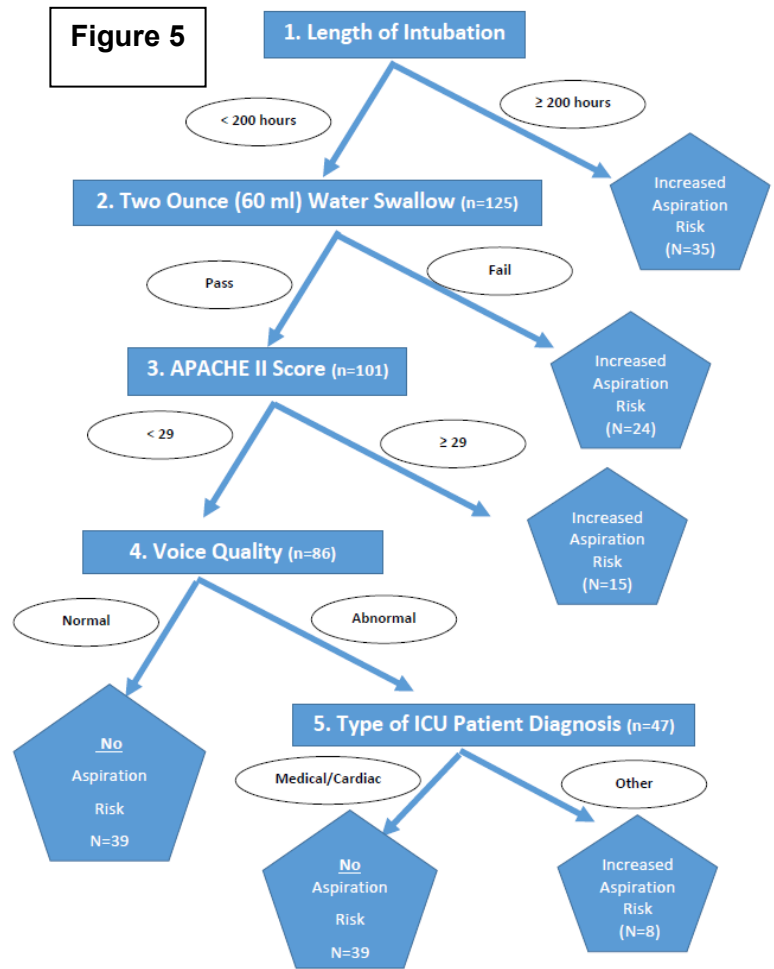 Figure 5
1. Length of Intubation
< 200 hours
≥ 200 hours
Increased
Aspiration
Risk
(N=35)
2. Two Ounce (60 ml) Water Swallow (n=125)
Pass
Fail
Increased
Aspiration
Risk
(N=24)
3. APACHE II Score (n=101)
< 29
≥ 29
Increased
Aspiration
Risk
(N=15)
4. Voice Quality (n=86)
Normal
Abnormal
No
Aspiration
Risk
N=39
5. Type of ICU Patient Diagnosis (n=47)
Medical/Cardiac
Other
No
Aspiration
Risk
N=39
Increased
Aspiration
Risk
(N=8)